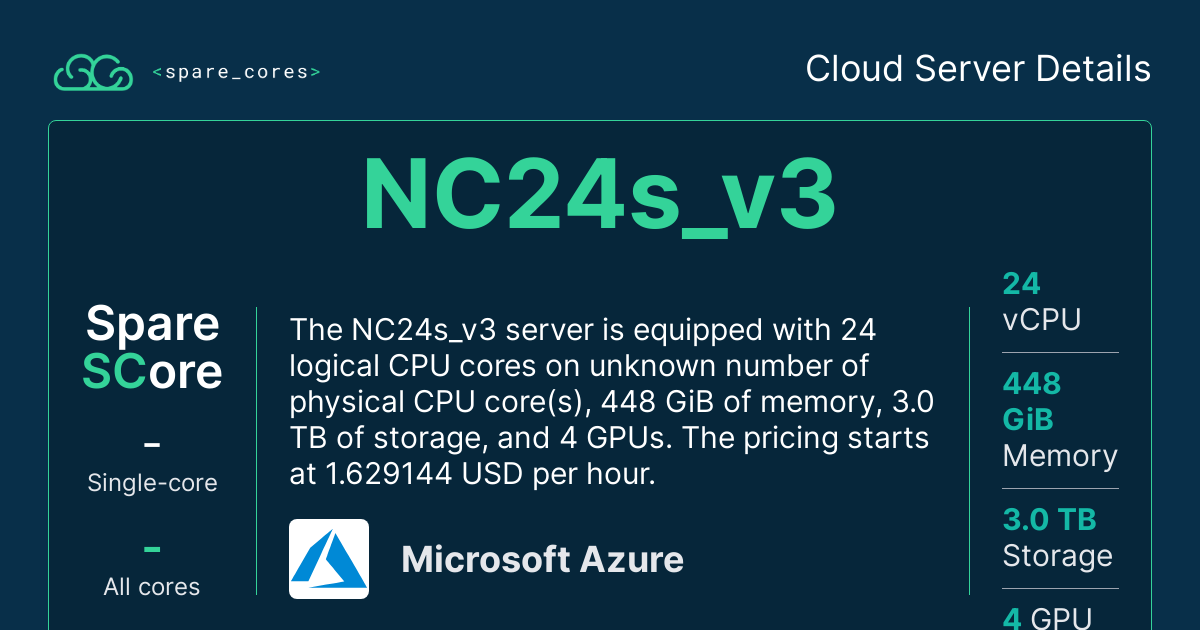 <spare_cores>
Cloud Server Details
NC24s_v3
Spare
SCore
-
Single-core
-
All cores
The NC24s_v3 server is equipped with 24
logical CPU cores on unknown number of
physical CPU core(s), 448 GiB of memory, 3.0
TB of storage, and 4 GPUs. The pricing starts
at 1.629144 USD per hour.
Microsoft Azure
24
vCPU
448
GiB
Memory
3.0 TB
Storage
4 GPU